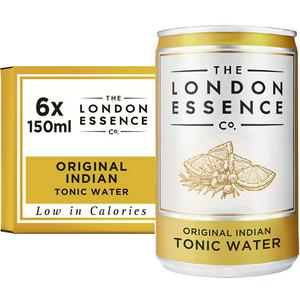 6x
150ml
THE
LONDON
ESSENCE
Co.
ORIGINAL
INDIAN
TONIC WATER
Low in Calories
THE
LONDON
ESSENCE
Co.
ORIGINAL INDIAN
TONIC WATER